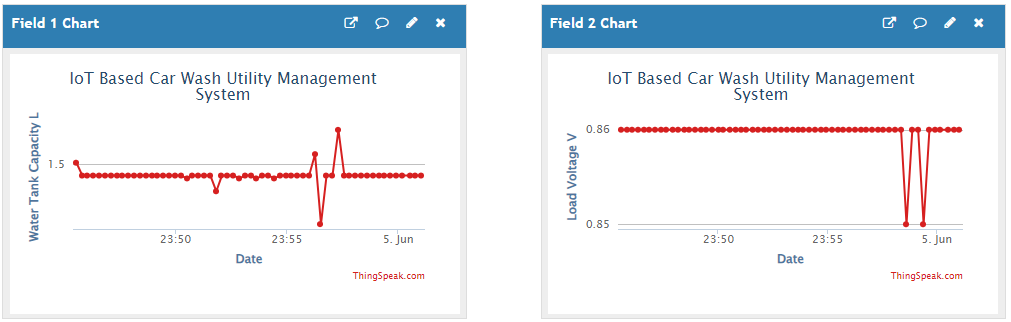 Field 1 Chart
IoT Based Car Wash Utility Management
System
Water Tank Capacity L
1.5
23:50
23:55
5. Jun
Date
ThingSpeak.com
Field 2 Chart
IoT Based Car Wash Utility Management
System
Load Voltage V
0.86
0.85
23:50
23:55
5. Jun
Date
ThingSpeak.com